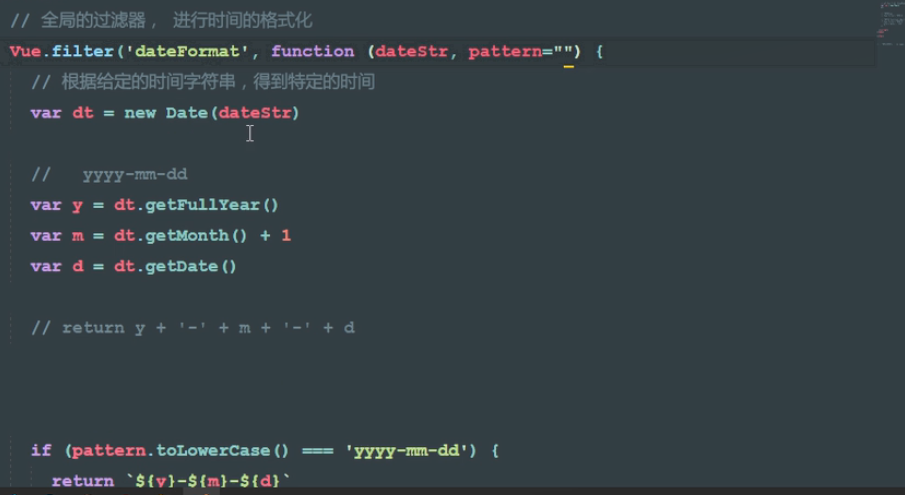 // 全局的过滤器， 进行时间的格式化
Vue.filter('dateFormat', function (dateStr, pattern="") {
// 根据给定的时间字符串，得到特定的时间
var dt = new Date(dateStr)
//   yyyy-mm-dd
var y = dt.getFullYear()
var m = dt.getMonth() + 1
var d = dt.getDate()
// return y + '-' + m + '-' + d
if (pattern.toLowerCase() === 'yyyy-mm-dd') {
return `${y}-${m}-${d}`